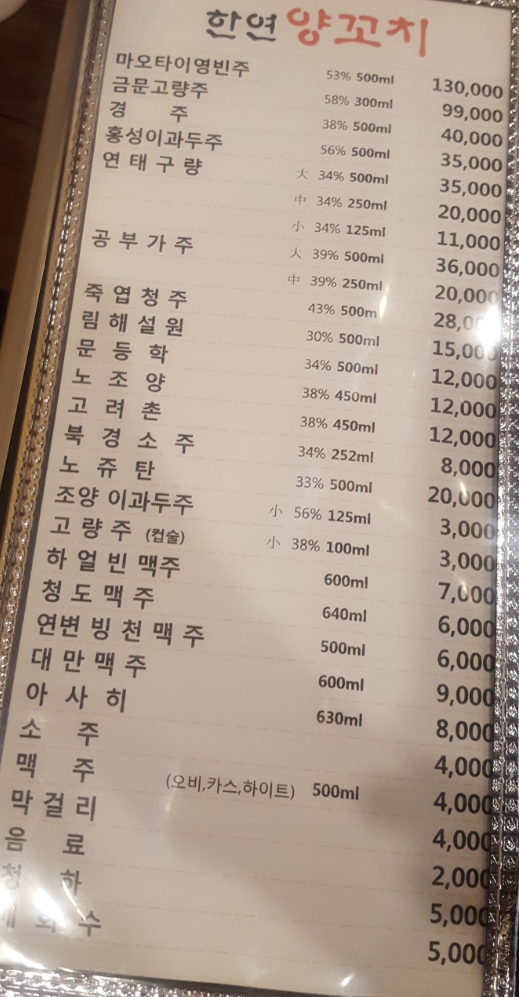 한연 양꼬치
마오타이영빈주 53% 500ml 130,000
금문고량주 58% 300ml 99,000
경 주 38% 500ml 40,000
홍성이과두주 56% 500ml 35,000
연 태 구 량 大 34% 500ml 35,000
中 34% 250ml 20,000
小 34% 125ml 11,000
공 부 가 주 大 39% 500ml 36,000
中 39% 250ml 20,000
죽 엽 청 주 43% 500m 28,0
림 해 설 원 30% 500ml 15,000
문 등 학 34% 500ml 12,000
노 조 양 38% 450ml 12,000
고 려 촌 38% 450ml 12,000
북 경 소 주 34% 252ml 8,000
노 쥬 탄 33% 500ml 20,000
조양 이과두주 小 56% 125ml 3,000
고 량 주 (컵술) 小 38% 100ml 3,000
하 얼 빈 맥주 600ml 7,000
청 도 맥 주 640ml 6,000
연변 빙 천 맥 주 500ml 6,000
대 만 맥 주 600ml 9,000
아 사 히 630ml 8,000
소 주 4,000
맥 주 (오비,카스,하이트) 500ml 4,000
막 걸 리 4,000
음 료 2,000
청 하 5,000
5,000